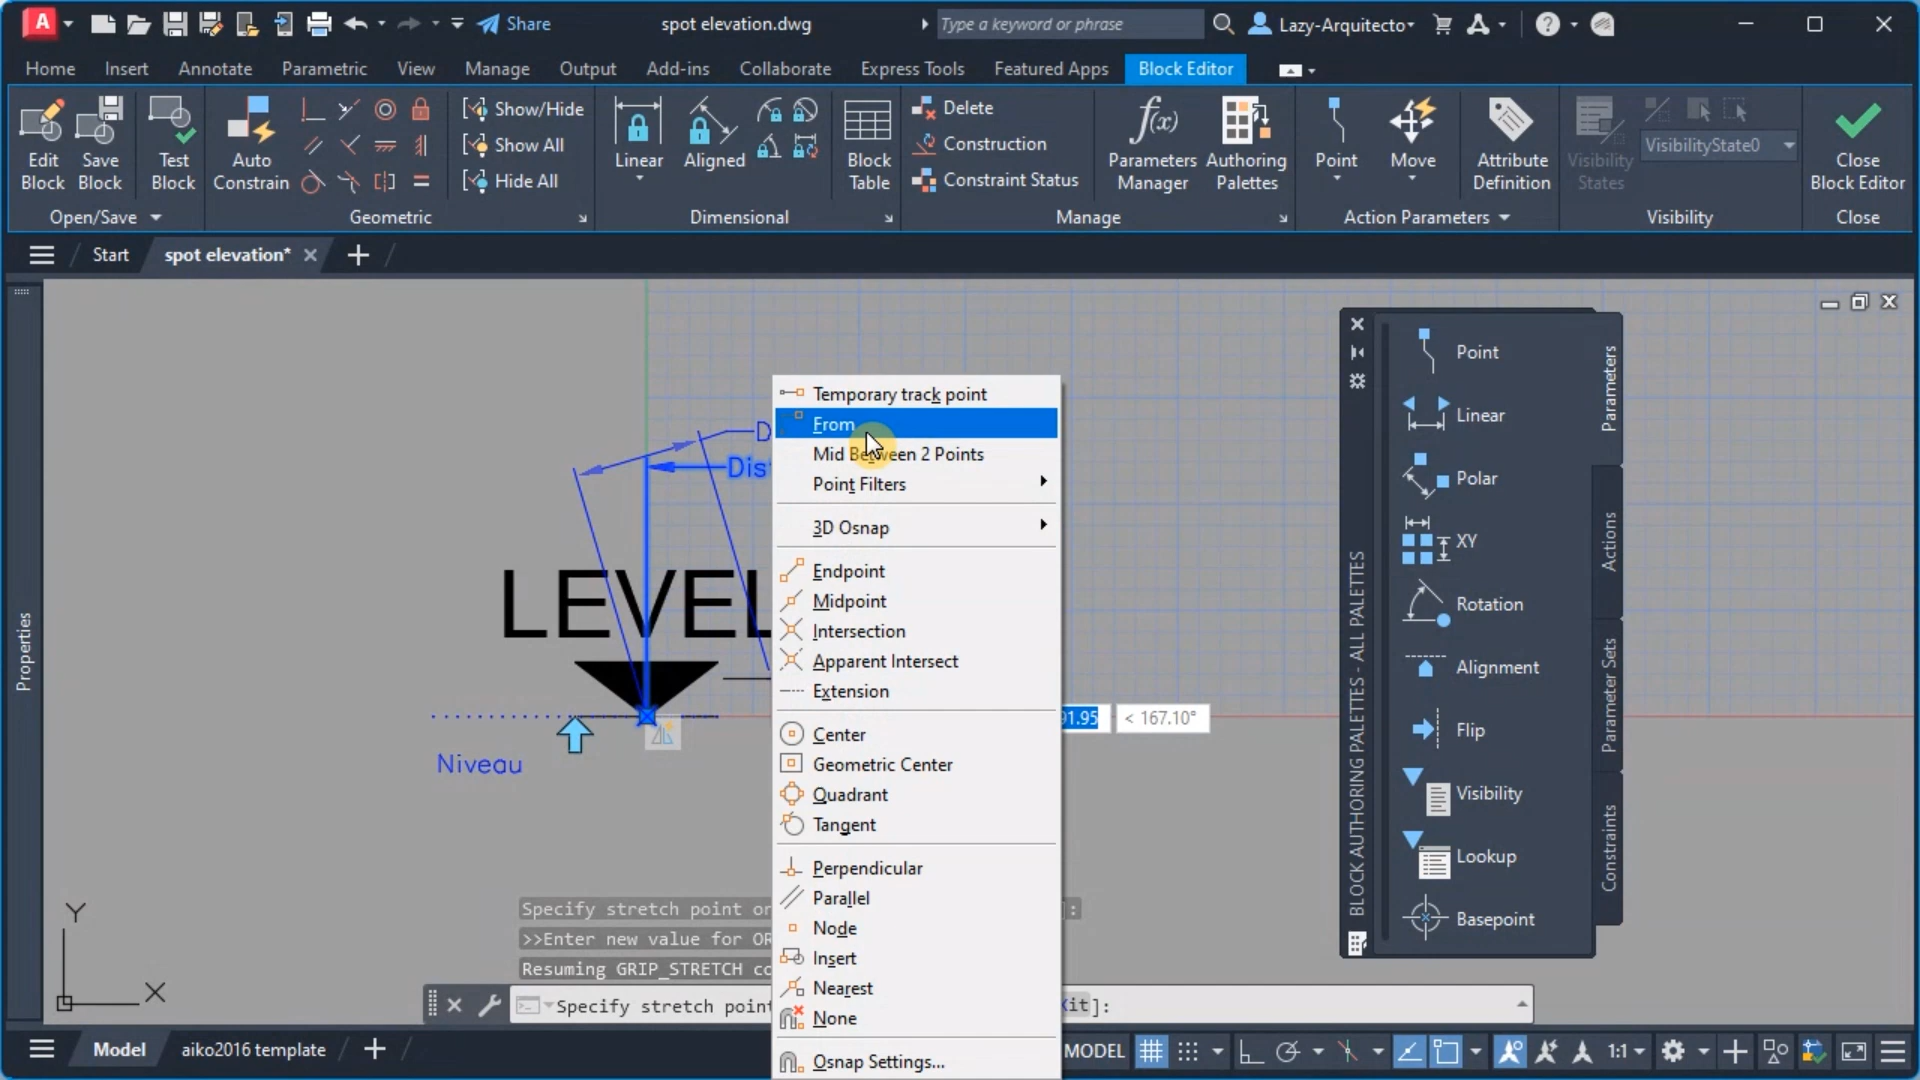 Share
spot elevation.dwg
Type a keyword or phrase
Lazy-Arquitecto
Home
Insert
Annotate
Parametric
View
Manage
Output
Add-ins
Collaborate
Express Tools
Featured Apps
Block Editor
Edit Block
Save Block
Test Block
Auto Constrain
Show/Hide
Show All
Hide All
Linear
Aligned
Block Table
Delete
Construction
Constraint Status
Parameters Manager
Authoring Palettes
Point
Move
Attribute Definition
Visibility States
VisibilityState0
Close Block Editor
Open/Save
Geometric
Dimensional
Manage
Action Parameters
Visibility
Close
Start
spot elevation*
Properties
D
Dis
LEVEL
Niveau
Temporary track point
From
Mid Between 2 Points
Point Filters
3D Osnap
Endpoint
Midpoint
Intersection
Apparent Intersect
Extension
Center
Geometric Center
Quadrant
Tangent
Perpendicular
Parallel
Node
Insert
Nearest
None
Osnap Settings...
91.95
< 167.10°
BLOCK AUTHORING PALETTES - ALL PALETTES
Point
Linear
Polar
XY
Rotation
Alignment
Flip
Visibility
Lookup
Basepoint
Parameters
Actions
Parameter Sets
Constraints
Y
X
Specify stretch point or ]:
>>Enter new value for OR
Resuming GRIP_STRETCH co
Specify stretch point Xit]:
Model
aiko2016 template
MODEL
1:1